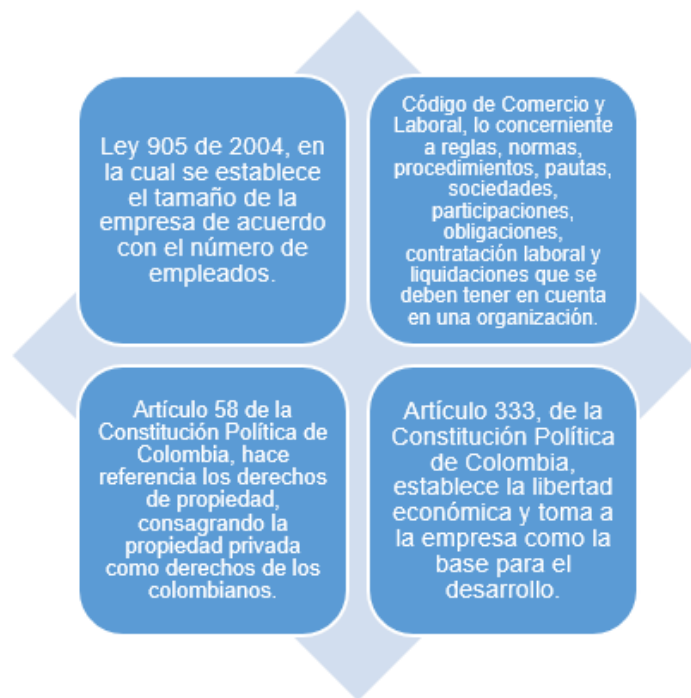 Ley 905 de 2004, en
la cual se establece
el tamaño de la
empresa de acuerdo
con el número de
empleados.
Código de Comercio y
Laboral, lo concerniente
a reglas, normas,
procedimientos, pautas,
sociedades,
participaciones,
obligaciones,
contratación laboral y
liquidaciones que se
deben tener en cuenta
en una organización.
Artículo 58 de la
Constitución Política de
Colombia, hace
referencia los derechos
de propiedad,
consagrando la
propiedad privada
como derechos de los
colombianos.
Artículo 333, de la
Constitución Política
de Colombia,
establece la libertad
económica y toma a
la empresa como la
base para el
desarrollo.